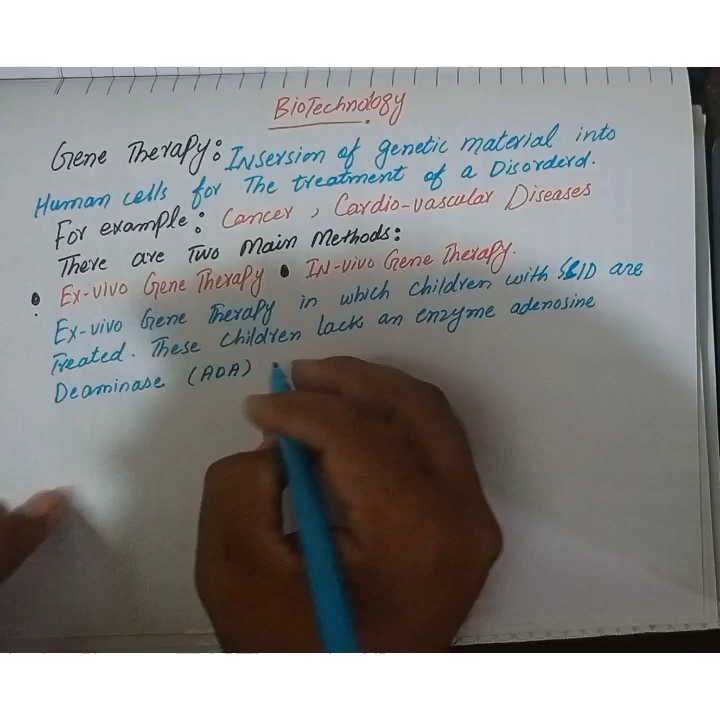 BioTechnology
Gene Therapy: Insersion of genetic material into
Human cells for The treatment of a Disorderd.
For example: Cancer, Cardio-vascular Diseases
There are Two Main Methods:
• Ex-vivo Gene Therapy • IN-vivo Gene Therapy.
Ex-vivo Gene Therapy in which children with SCID are
Treated. These children lack an enzyme adenosine
Deaminase (ADA)